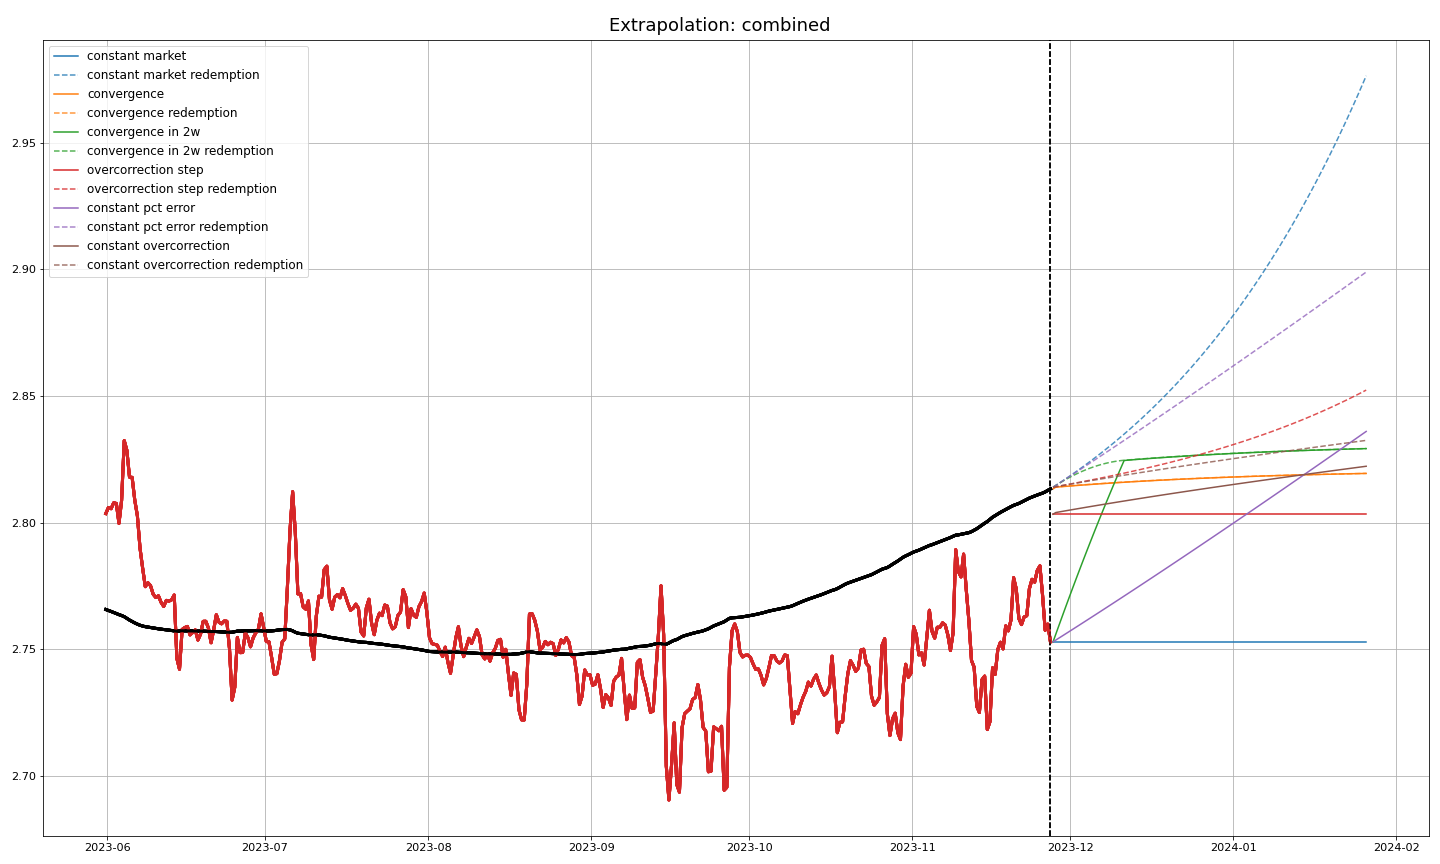 Extrapolation: combined
constant market
constant market redemption
convergence
convergence redemption
convergence in 2w
convergence in 2w redemption
overcorrection step
overcorrection step redemption
constant pct error
constant pct error redemption
constant overcorrection
constant overcorrection redemption
2.95
2.90
2.85
2.80
2.75
2.70
2023-06 2023-07 2023-08 2023-09 2023-10 2023-11 2023-12 2024-01 2024-02